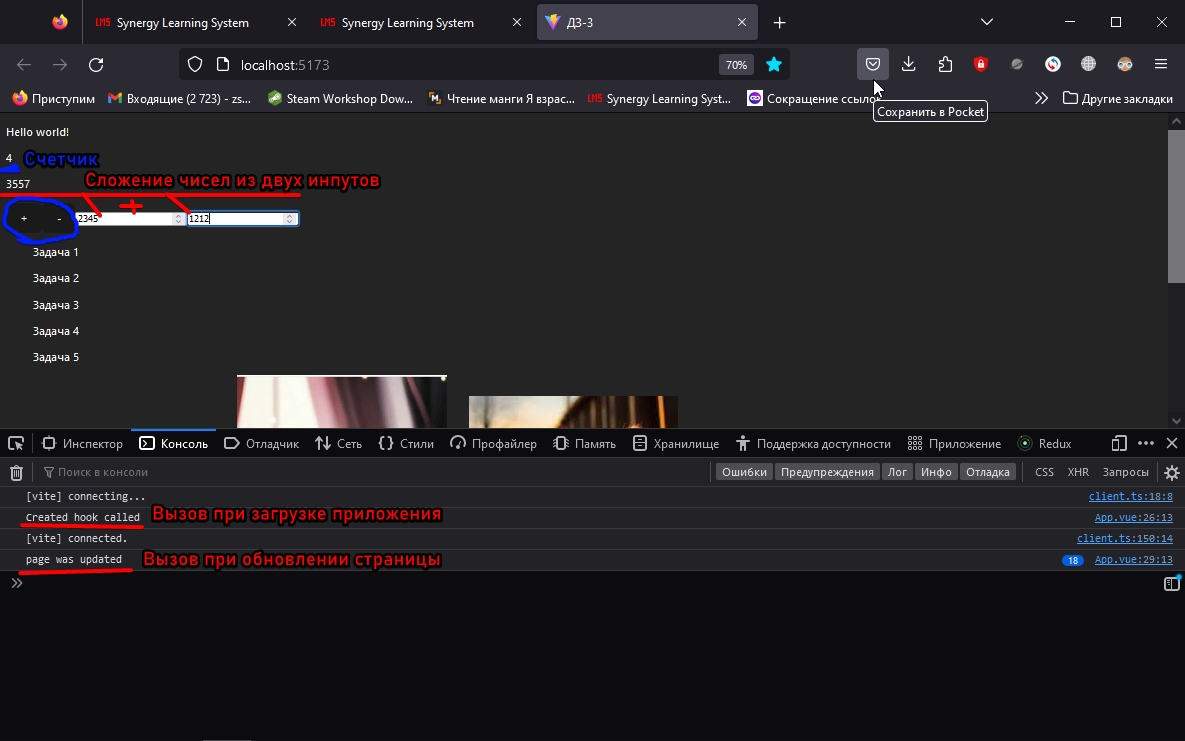 LMS Synergy Learning System
LMS Synergy Learning System
ДЗ-3
localhost:5173
70%
Приступим
Входящие (2 723) - zs...
Steam Workshop Dow...
Чтение манги Я взрас...
LMS Synergy Learning Syst...
Сокращение ссылок
Другие закладки
Сохранить в Pocket
Hello world!
4 Счетчик
3557 Сложение чисел из двух инпутов
+ - 2345 + 1212
Задача 1
Задача 2
Задача 3
Задача 4
Задача 5
Инспектор Консоль Отладчик Сеть Стили Профайлер Память Хранилище Поддержка доступности Приложение Redux
Поиск в консоли Ошибки Предупреждения Лог Инфо Отладка CSS XHR Запросы
[vite] connecting... client.ts:18:8
Created hook called Вызов при загрузке приложения App.vue:26:13
[vite] connected. client.ts:150:14
page was updated Вызов при обновлении страницы 18 App.vue:29:13